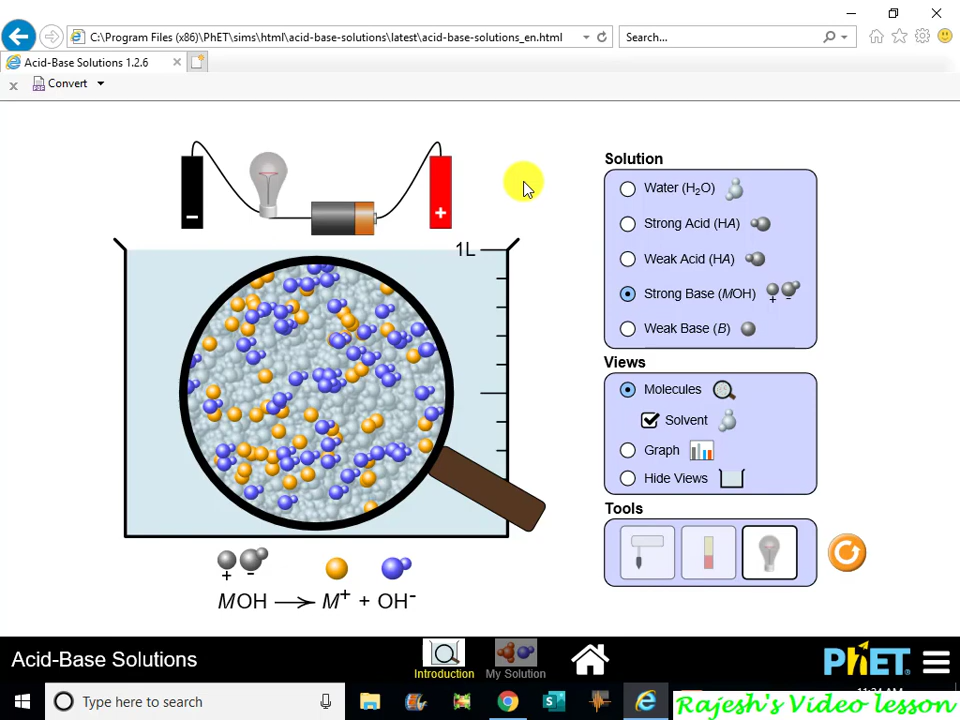 C:\Program Files (x86)\PhET\sims\html\acid-base-solutions\latest\acid-base-solutions_en.html
Search...
Acid-Base Solutions 1.2.6
Convert
Solution
Water (H₂O)
Strong Acid (HA)
Weak Acid (HA)
Strong Base (MOH)
Weak Base (B)
1L
Views
Molecules
Solvent
Graph
Hide Views
Tools
MOH → M⁺ + OH⁻
Acid-Base Solutions
Introduction
My Solution
PhET
Type here to search
Rajesh's Video lesson